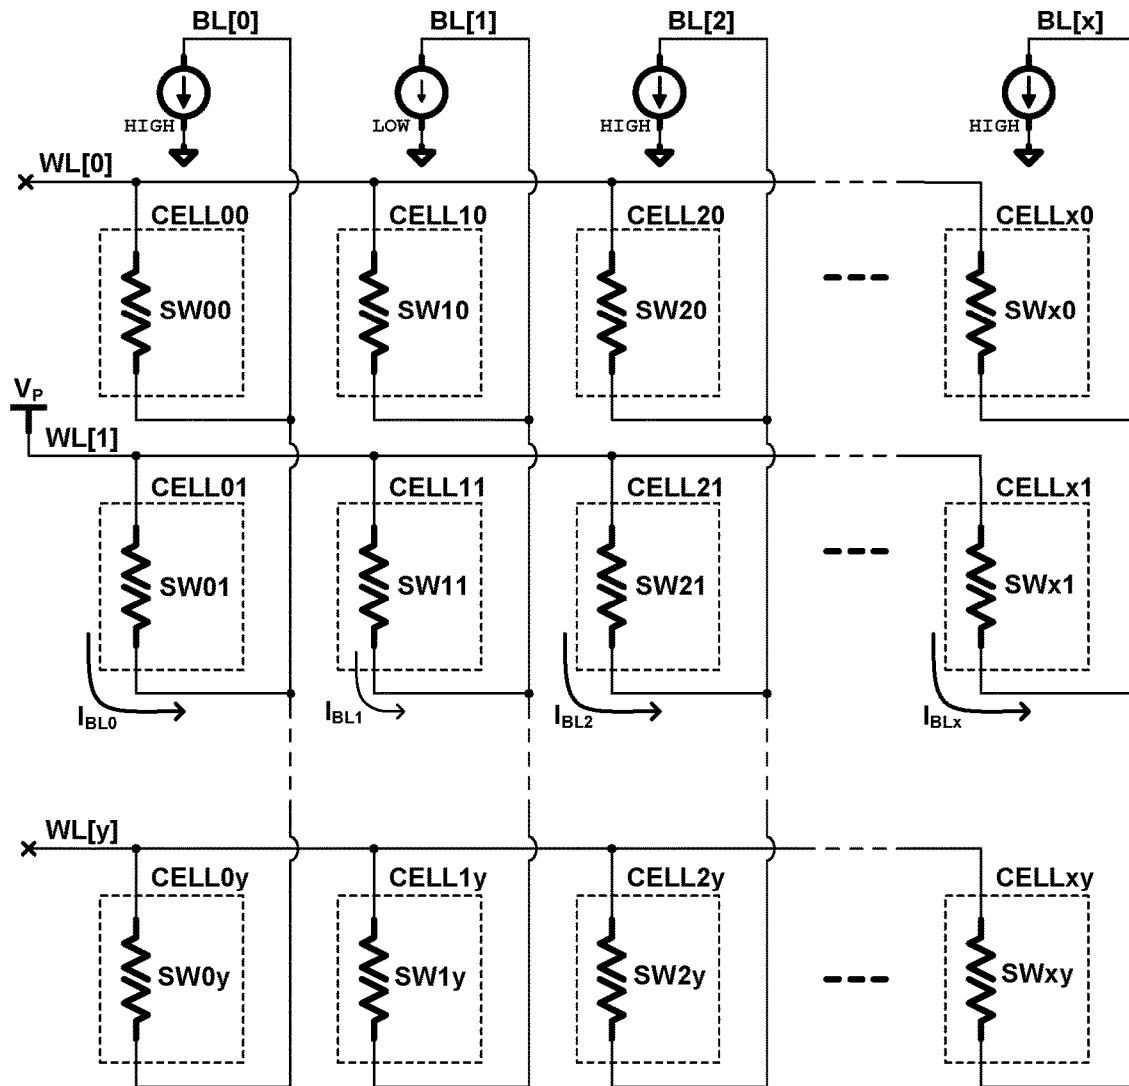 BL[0] BL[1] BL[2] BL[x]
HIGH LOW HIGH HIGH
WL[0]
CELL00 CELL10 CELL20 CELLx0
SW00 SW10 SW20 SWx0
VP
WL[1]
CELL01 CELL11 CELL21 CELLx1
SW01 SW11 SW21 SWx1
IBL0 IBL1 IBL2 IBLx
WL[y]
CELL0y CELL1y CELL2y CELLxy
SW0y SW1y SW2y SWxy